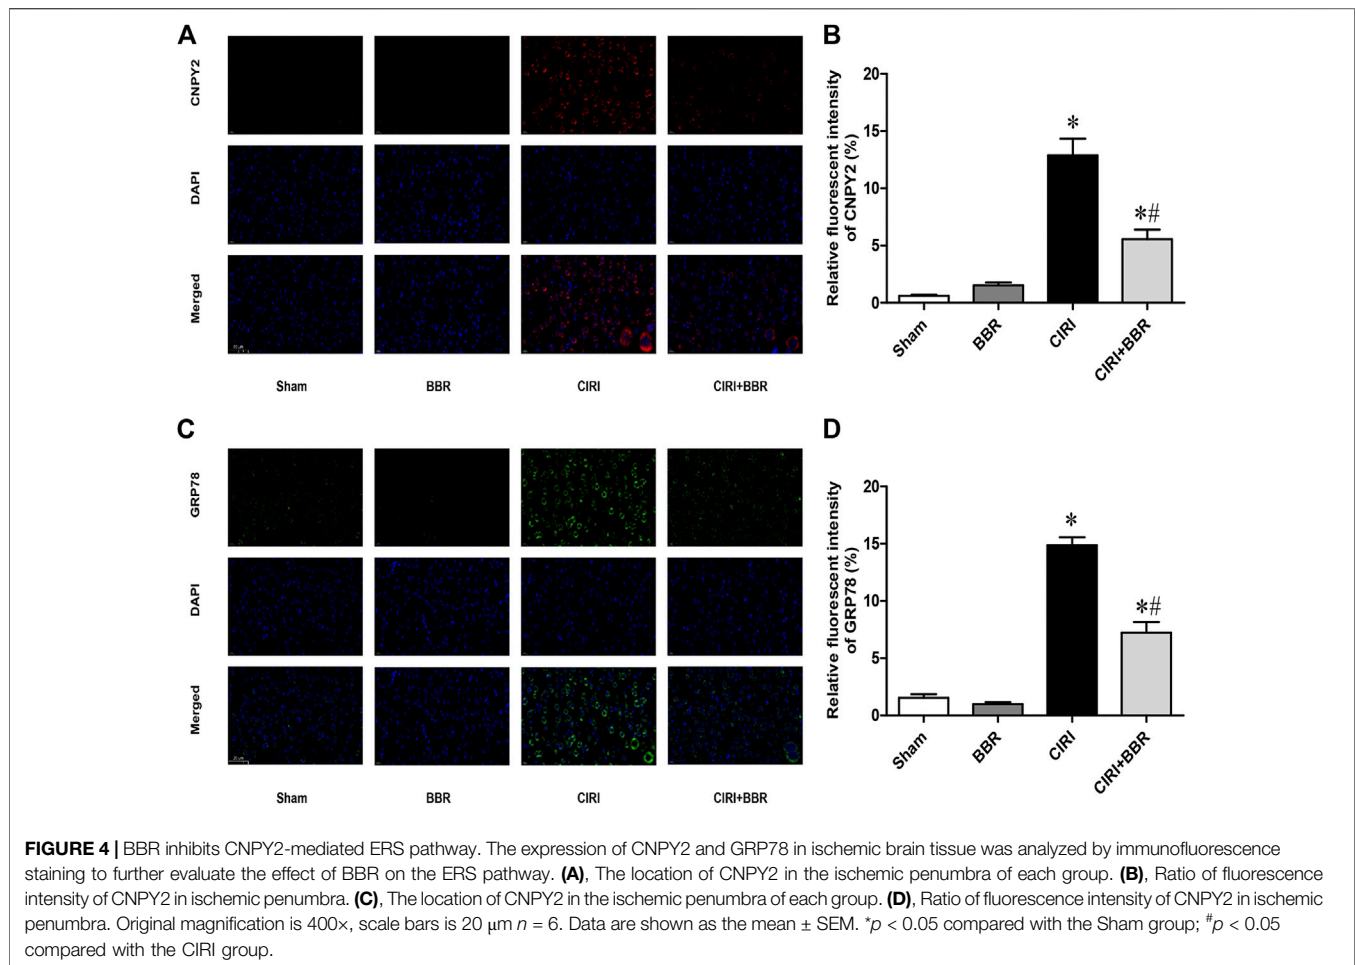 A
CNPY2
DAPI
Merged
Sham BBR CIRI CIRI+BBR
B
Relative fluorescent intensity
of CNPY2 (%)
20
15
10
5
0
*
*#
Sham
BBR
CIRI
CIRI+BBR
C
GRP78
DAPI
Merged
20 μm
Sham BBR CIRI CIRI+BBR
D
Relative fluorescent intensity
of GRP78 (%)
20
15
10
5
0
*
*#
Sham
BBR
CIRI
CIRI+BBR
FIGURE 4 | BBR inhibits CNPY2-mediated ERS pathway. The expression of CNPY2 and GRP78 in ischemic brain tissue was analyzed by immunofluorescence
staining to further evaluate the effect of BBR on the ERS pathway. (A), The location of CNPY2 in the ischemic penumbra of each group. (B), Ratio of fluorescence
intensity of CNPY2 in ischemic penumbra. (C), The location of CNPY2 in the ischemic penumbra of each group. (D), Ratio of fluorescence intensity of CNPY2 in ischemic
penumbra. Original magnification is 400×, scale bars is 20 μm n = 6. Data are shown as the mean ± SEM. *p < 0.05 compared with the Sham group; #p < 0.05
compared with the CIRI group.